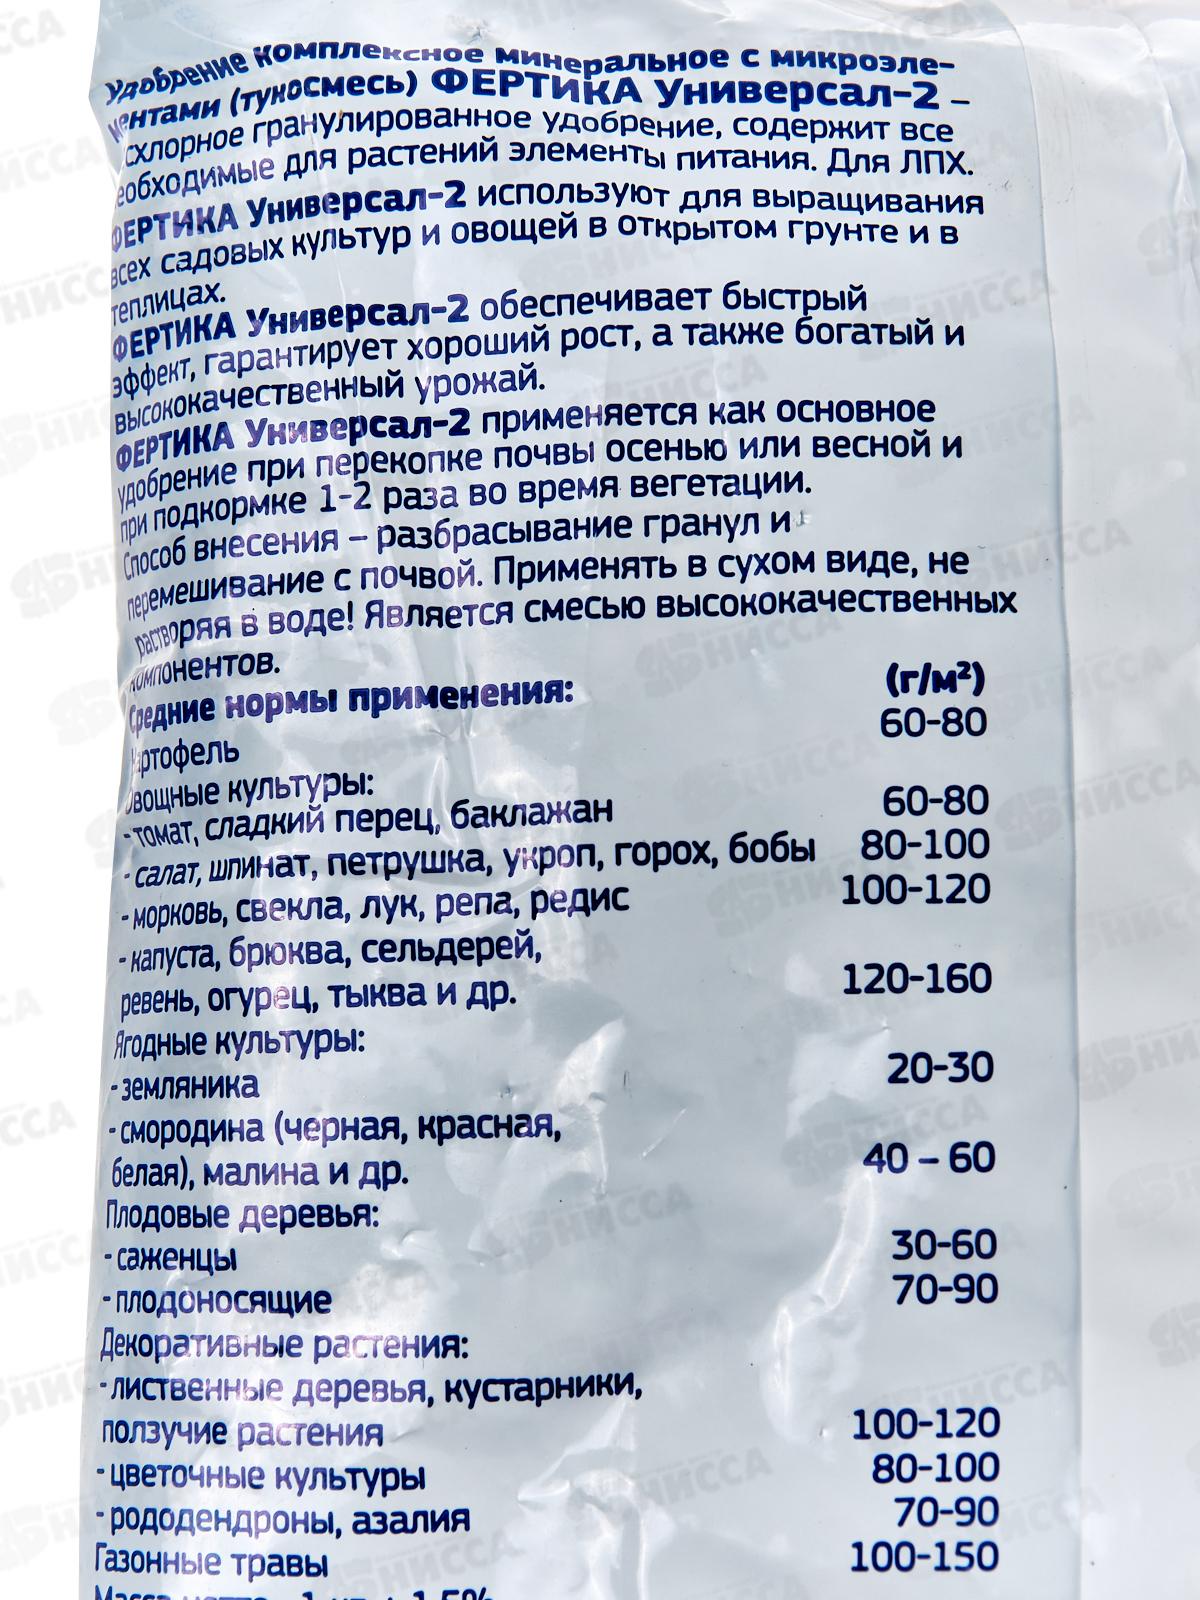 Удобрение комплексное минеральное с микроэле-
ментами (тукосмесь) ФЕРТИКА Универсал-2 –
схлорное гранулированное удобрение, содержит все
еобходимые для растений элементы питания. Для ЛПХ.
ФЕРТИКА Универсал-2 используют для выращивания
всех садовых культур и овощей в открытом грунте и в
теплицах.
ФЕРТИКА Универсал-2 обеспечивает быстрый
эффект, гарантирует хороший рост, а также богатый и
высококачественный урожай.
ФЕРТИКА Универсал-2 применяется как основное
удобрение при перекопке почвы осенью или весной и
при подкормке 1-2 раза во время вегетации.
Способ внесения – разбрасывание гранул и
перемешивание с почвой. Применять в сухом виде, не
растворяя в воде! Является смесью высококачественных
компонентов.
Средние нормы применения: (г/м²)
Картофель 60-80
Овощные культуры:
- томат, сладкий перец, баклажан 60-80
- салат, шпинат, петрушка, укроп, горох, бобы 80-100
- морковь, свекла, лук, репа, редис 100-120
- капуста, брюква, сельдерей,
ревень, огурец, тыква и др. 120-160
Ягодные культуры:
- земляника 20-30
- смородина (черная, красная,
белая), малина и др. 40 – 60
Плодовые деревья:
- саженцы 30-60
- плодоносящие 70-90
Декоративные растения:
- лиственные деревья, кустарники,
ползучие растения 100-120
- цветочные культуры 80-100
- рододендроны, азалия 70-90
Газонные травы 100-150